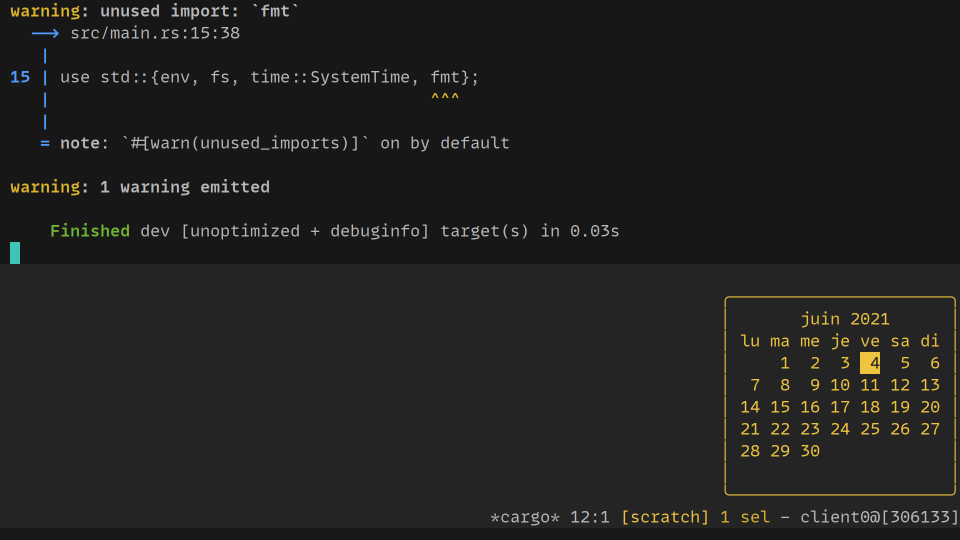 warning: unused import: `fmt`
--> src/main.rs:15:38
|
15 | use std::{env, fs, time::SystemTime, fmt};
| ^^^
|
= note: `#[warn(unused_imports)]` on by default
warning: 1 warning emitted
Finished dev [unoptimized + debuginfo] target(s) in 0.03s
juin 2021
lu ma me je ve sa di
1 2 3 4 5 6
7 8 9 10 11 12 13
14 15 16 17 18 19 20
21 22 23 24 25 26 27
28 29 30
*cargo* 12:1 [scratch] 1 sel - client0@[306133]